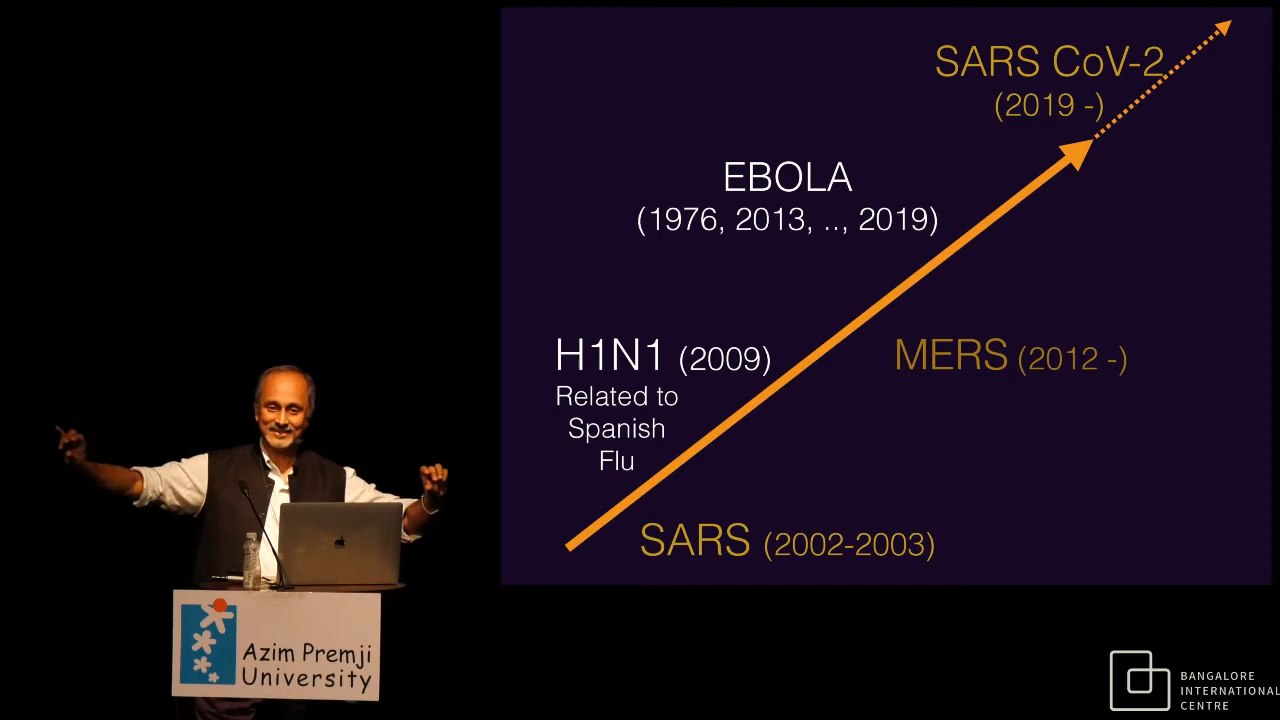 SARS CoV-2
(2019 -)
EBOLA
(1976, 2013, .., 2019)
H1N1 (2009)
Related to
Spanish
Flu
MERS (2012 -)
SARS (2002-2003)
Azim Premji
University
BANGALORE
INTERNATIONAL
CENTRE